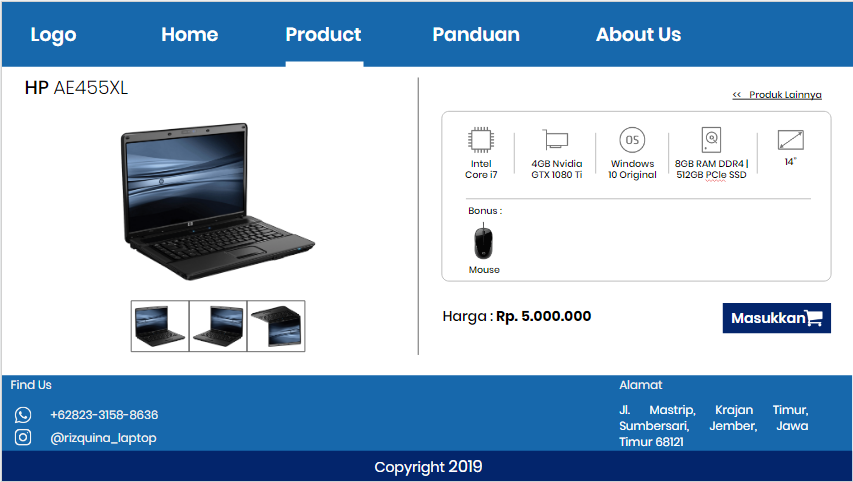 Logo Home Product Panduan About Us
HP AE455XL
<< Produk Lainnya
OS
Intel
Core i7
4GB Nvidia
GTX 1080 Ti
Windows
10 Original
8GB RAM DDR4 |
512GB PCIe SSD
14"
Bonus :
Mouse
Harga : Rp. 5.000.000
Masukkan
Find Us
+62823-3158-8636
@rizquina_laptop
Alamat
Jl. Mastrip, Krajan Timur,
Sumbersari, Jember, Jawa
Timur 68121
Copyright 2019